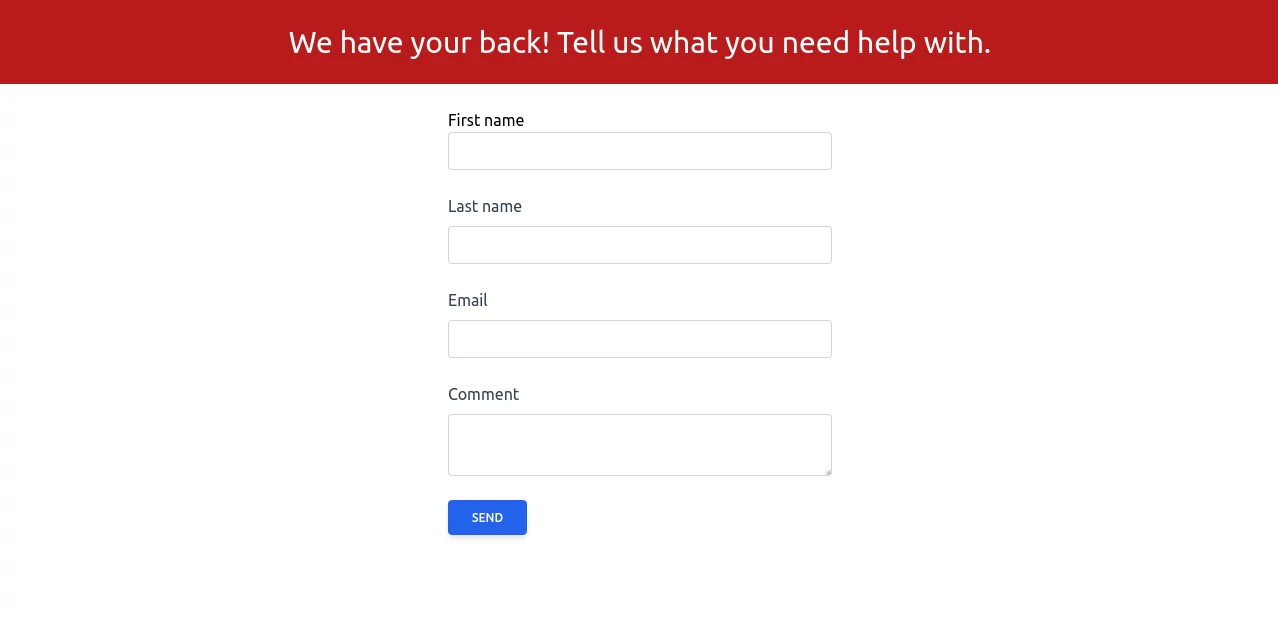 We have your back! Tell us what you need help with.
First name
Last name
Email
Comment
SEND